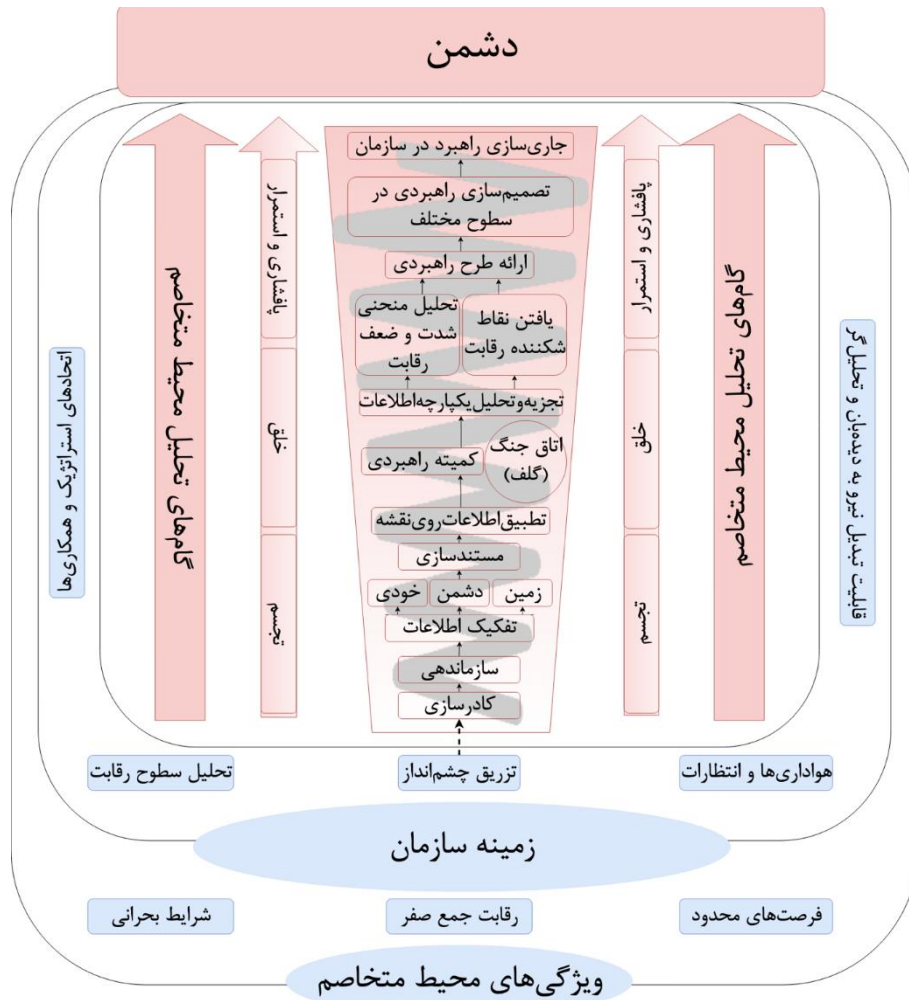 دشمن
گام‌های تحلیل محیط متخاصم
پافشاری و استمرار
خلق
تجسم
جاری‌سازی راهبرد در سازمان
تصمیم‌سازی راهبردی در
سطوح مختلف
ارائه طرح راهبردی
یافتن نقاط
شکننده رقابت
تحلیل منحنی
شدت و ضعف
رقابت
تجزیه‌وتحلیل یکپارچه اطلاعات
اتاق جنگ
(گلف)
کمیته راهبردی
تطبیق اطلاعات روی نقشه
مستندسازی
زمین
دشمن
خودی
تفکیک اطلاعات
سازماندهی
کادرسازی
پافشاری و استمرار
خلق
تجسم
گام‌های تحلیل محیط متخاصم
قابلیت تبدیل نیرو به دیده‌بان و تحلیل‌گر
اتحادهای استراتژیک و همکاری‌ها
هواداری‌ها و انتظارات
تزریق چشم‌انداز
تحلیل سطوح رقابت
زمینه سازمان
فرصت‌های محدود
رقابت جمع صفر
شرایط بحرانی
ویژگی‌های محیط متخاصم